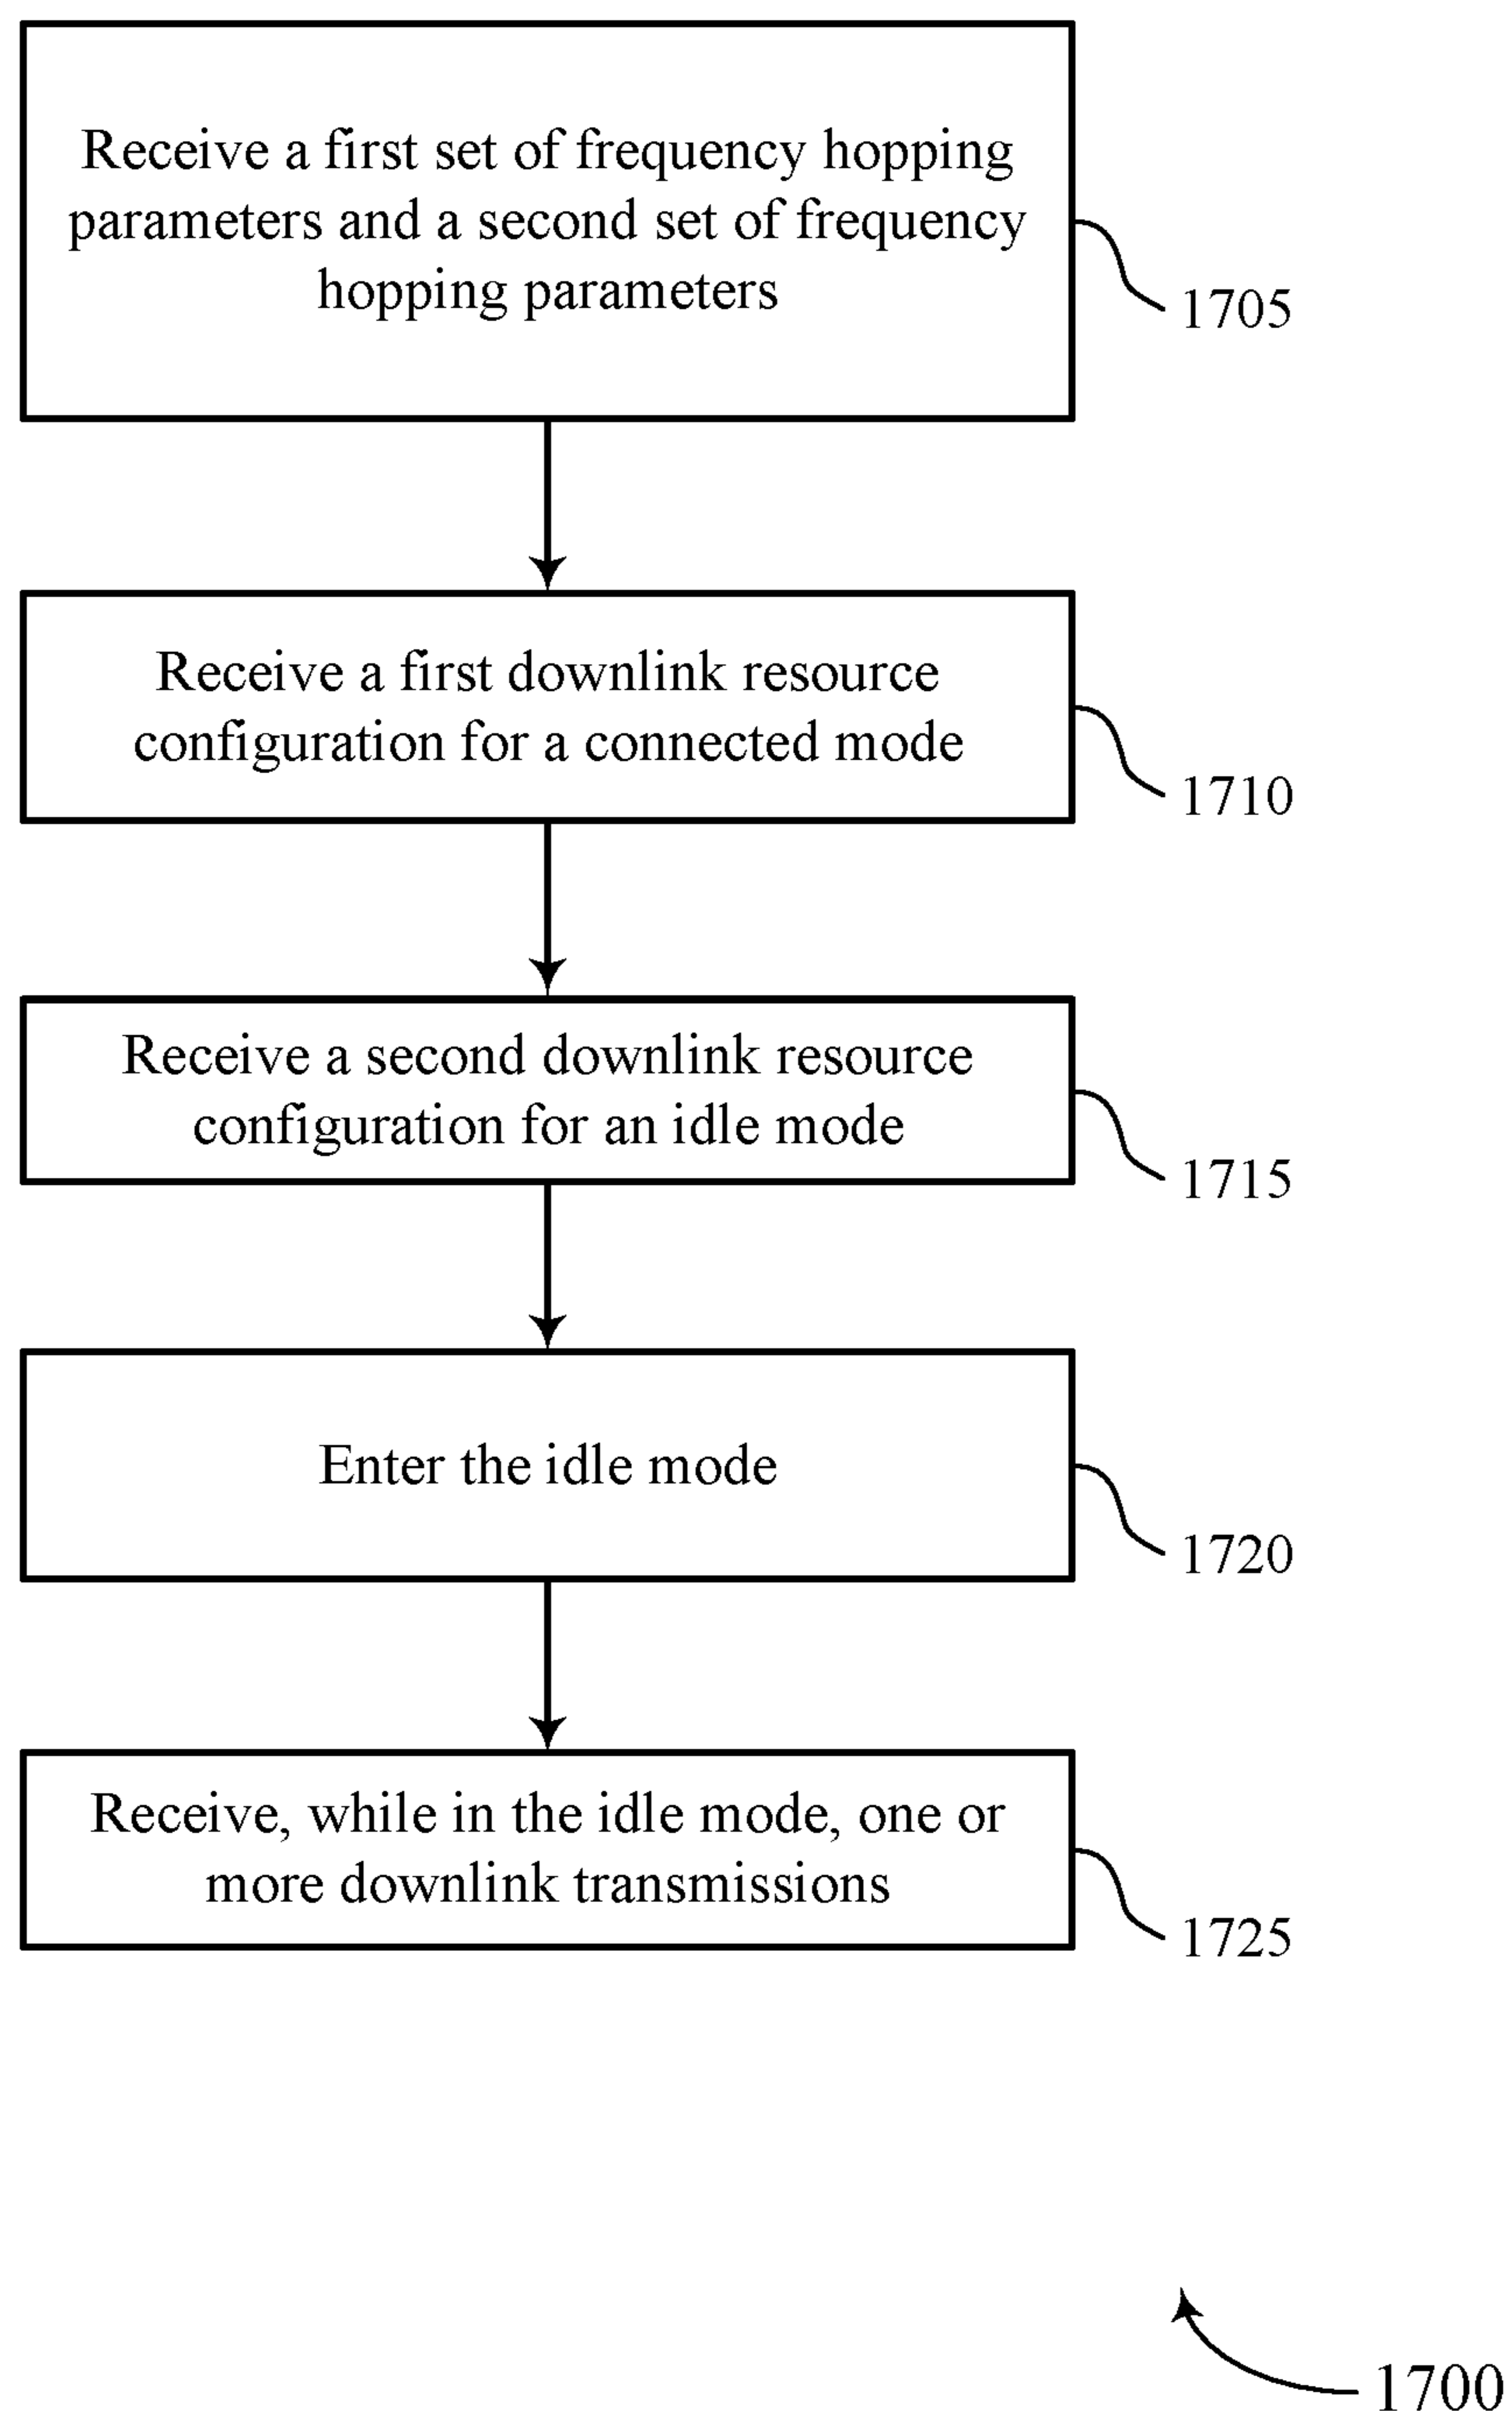 Receive a first set of frequency hopping
parameters and a second set of frequency
hopping parameters
1705
Receive a first downlink resource
configuration for a connected mode
1710
Receive a second downlink resource
configuration for an idle mode
1715
Enter the idle mode
1720
Receive, while in the idle mode, one or
more downlink transmissions
1725
1700